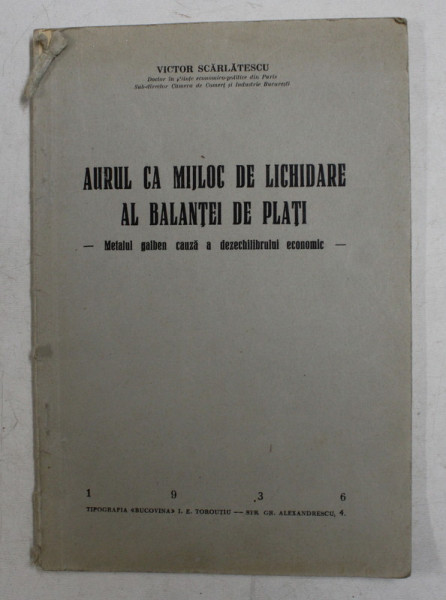 VICTOR SCĂRLĂTESCU
Doctor în științe economico-politice din Paris
Sub-director Camera de Comerț și Industrie București
AURUL CA MIJLOC DE LICHIDARE
AL BALANȚEI DE PLAȚI
— Metalul galben cauză a dezechilibrului economic —
1 9 3 6
TIPOGRAFIA «BUCOVINA» I. E. TOROUȚIU — STR. GR. ALEXANDRESCU, 4.